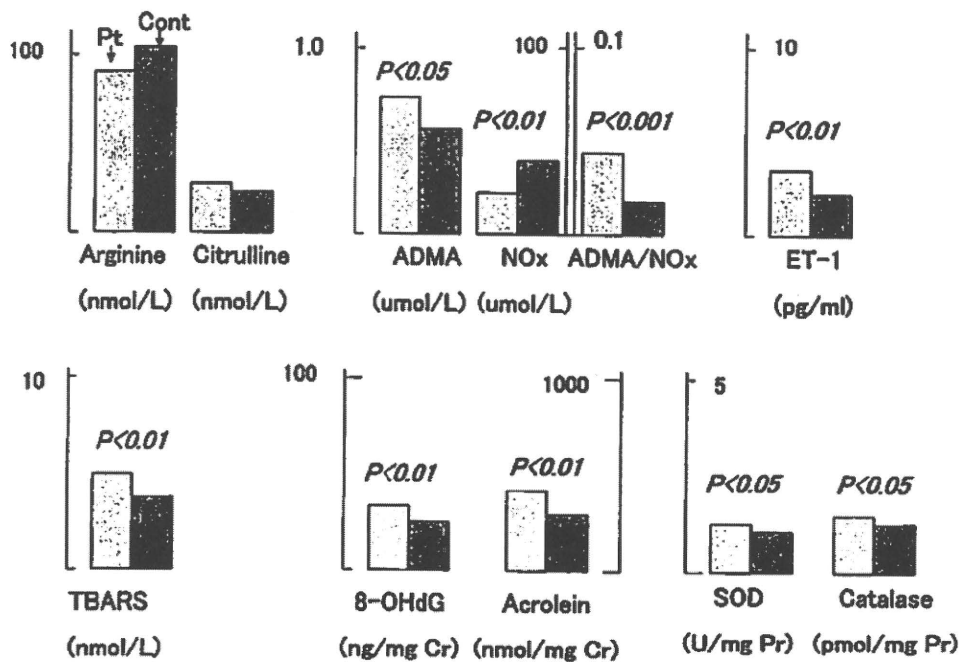 Pt Cont
100
1.0
100 0.1
10
P<0.05
P<0.01 P<0.001 P<0.01
Arginine Citrulline ADMA NOx ADMA/NOx ET-1
(nmol/L) (nmol/L) (umol/L) (umol/L) (pg/ml)
10 100 1000 5
P<0.01 P<0.01 P<0.01 P<0.05 P<0.05
TBARS 8-OHdG Acrolein SOD Catalase
(nmol/L) (ng/mg Cr) (nmol/mg Cr) (U/mg Pr) (pmol/mg Pr)